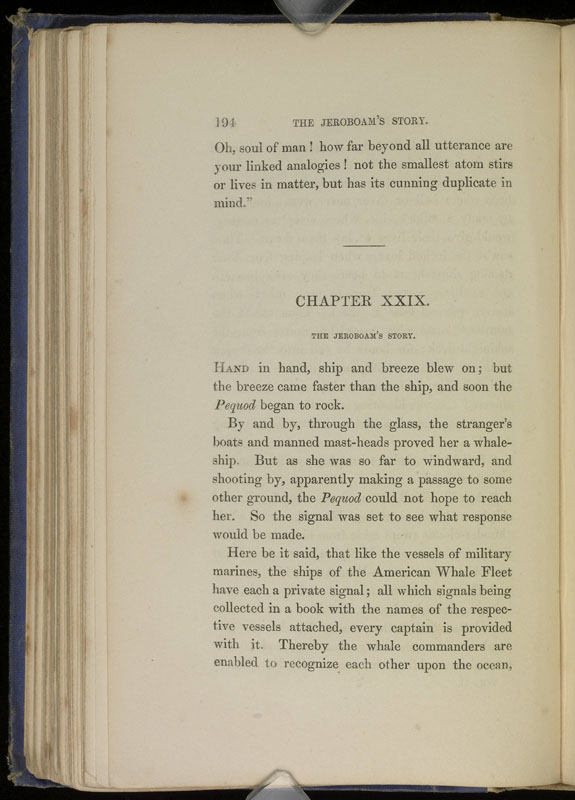 194 THE JEROBOAM'S STORY.
Oh, soul of man ! how far beyond all utterance are
your linked analogies ! not the smallest atom stirs
or lives in matter, but has its cunning duplicate in
mind."
CHAPTER XXIX.
THE JEROBOAM'S STORY.
HAND in hand, ship and breeze blew on; but
the breeze came faster than the ship, and soon the
Pequod began to rock.
By and by, through the glass, the stranger's
boats and manned mast-heads proved her a whale-
ship. But as she was so far to windward, and
shooting by, apparently making a passage to some
other ground, the Pequod could not hope to reach
her. So the signal was set to see what response
would be made.
Here be it said, that like the vessels of military
marines, the ships of the American Whale Fleet
have each a private signal; all which signals being
collected in a book with the names of the respec-
tive vessels attached, every captain is provided
with it. Thereby the whale commanders are
enabled to recognize each other upon the ocean,